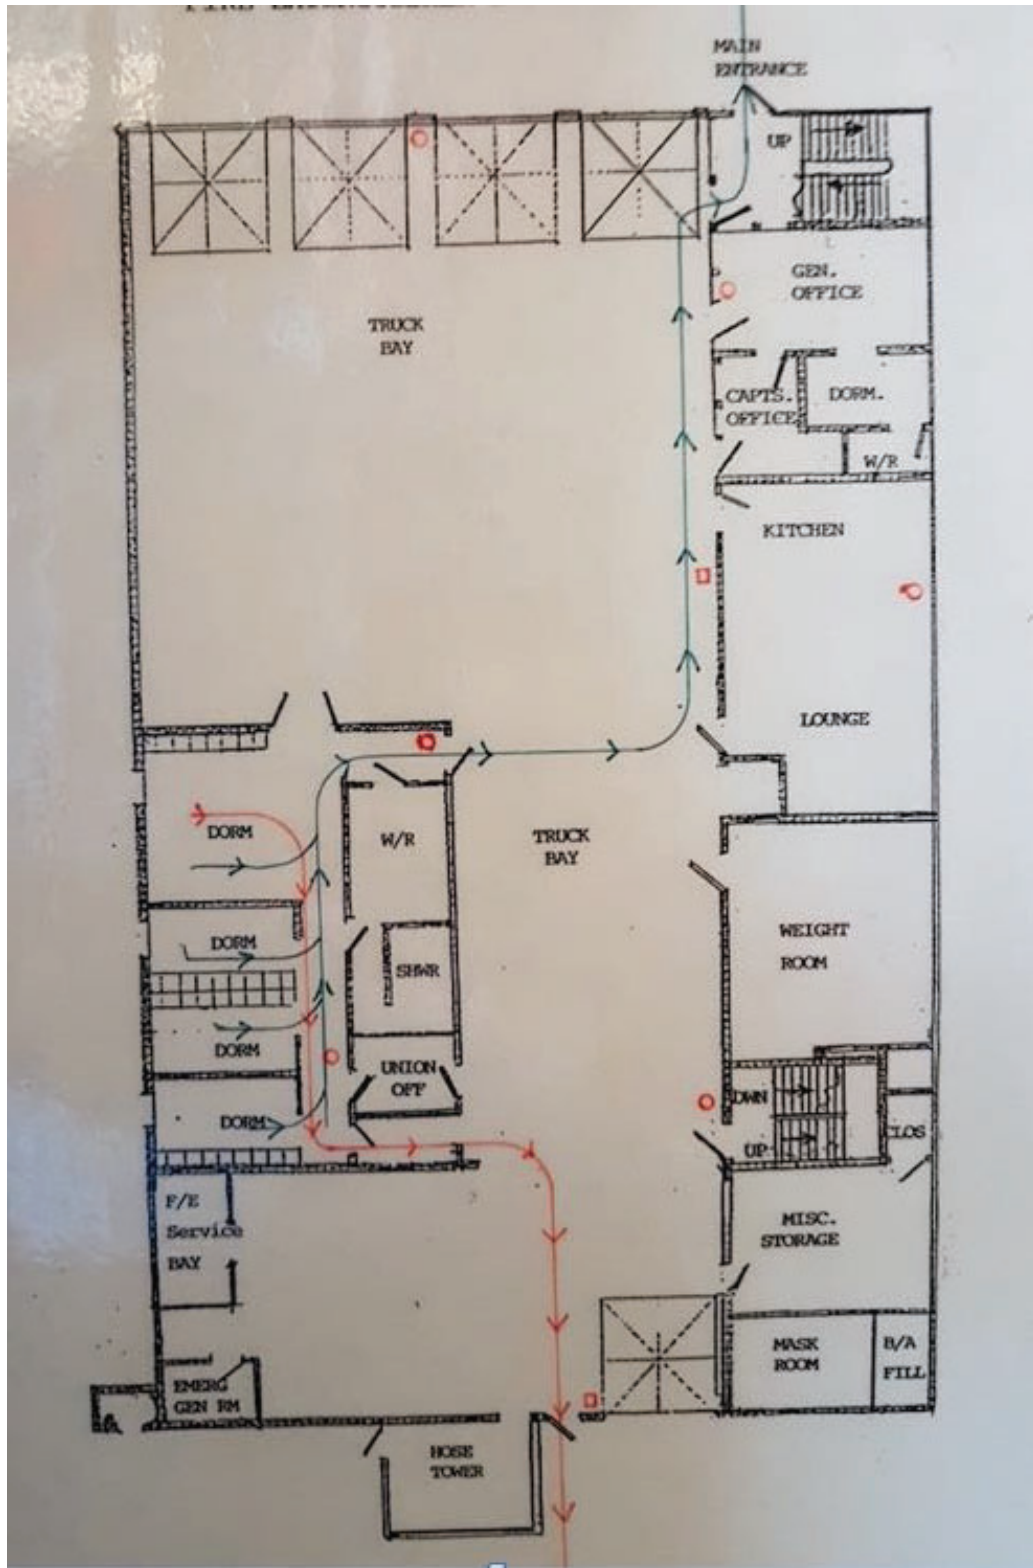 MAIN
ENTRANCE
UP
GEN.
OFFICE
TRUCK
BAY
CAPTS.
OFFICE
DORM.
W/R
KITCHEN
LOUNGE
DORM
W/R
TRUCK
BAY
DORM
SHWR
WEIGHT
ROOM
DORM
UNION
OFF
DORM
DWN
UP
CLOS
F/E
Service
BAY
MISC.
STORAGE
MASK
ROOM
B/A
FILL
EMERG
GEN RM
HOSE
TOWER